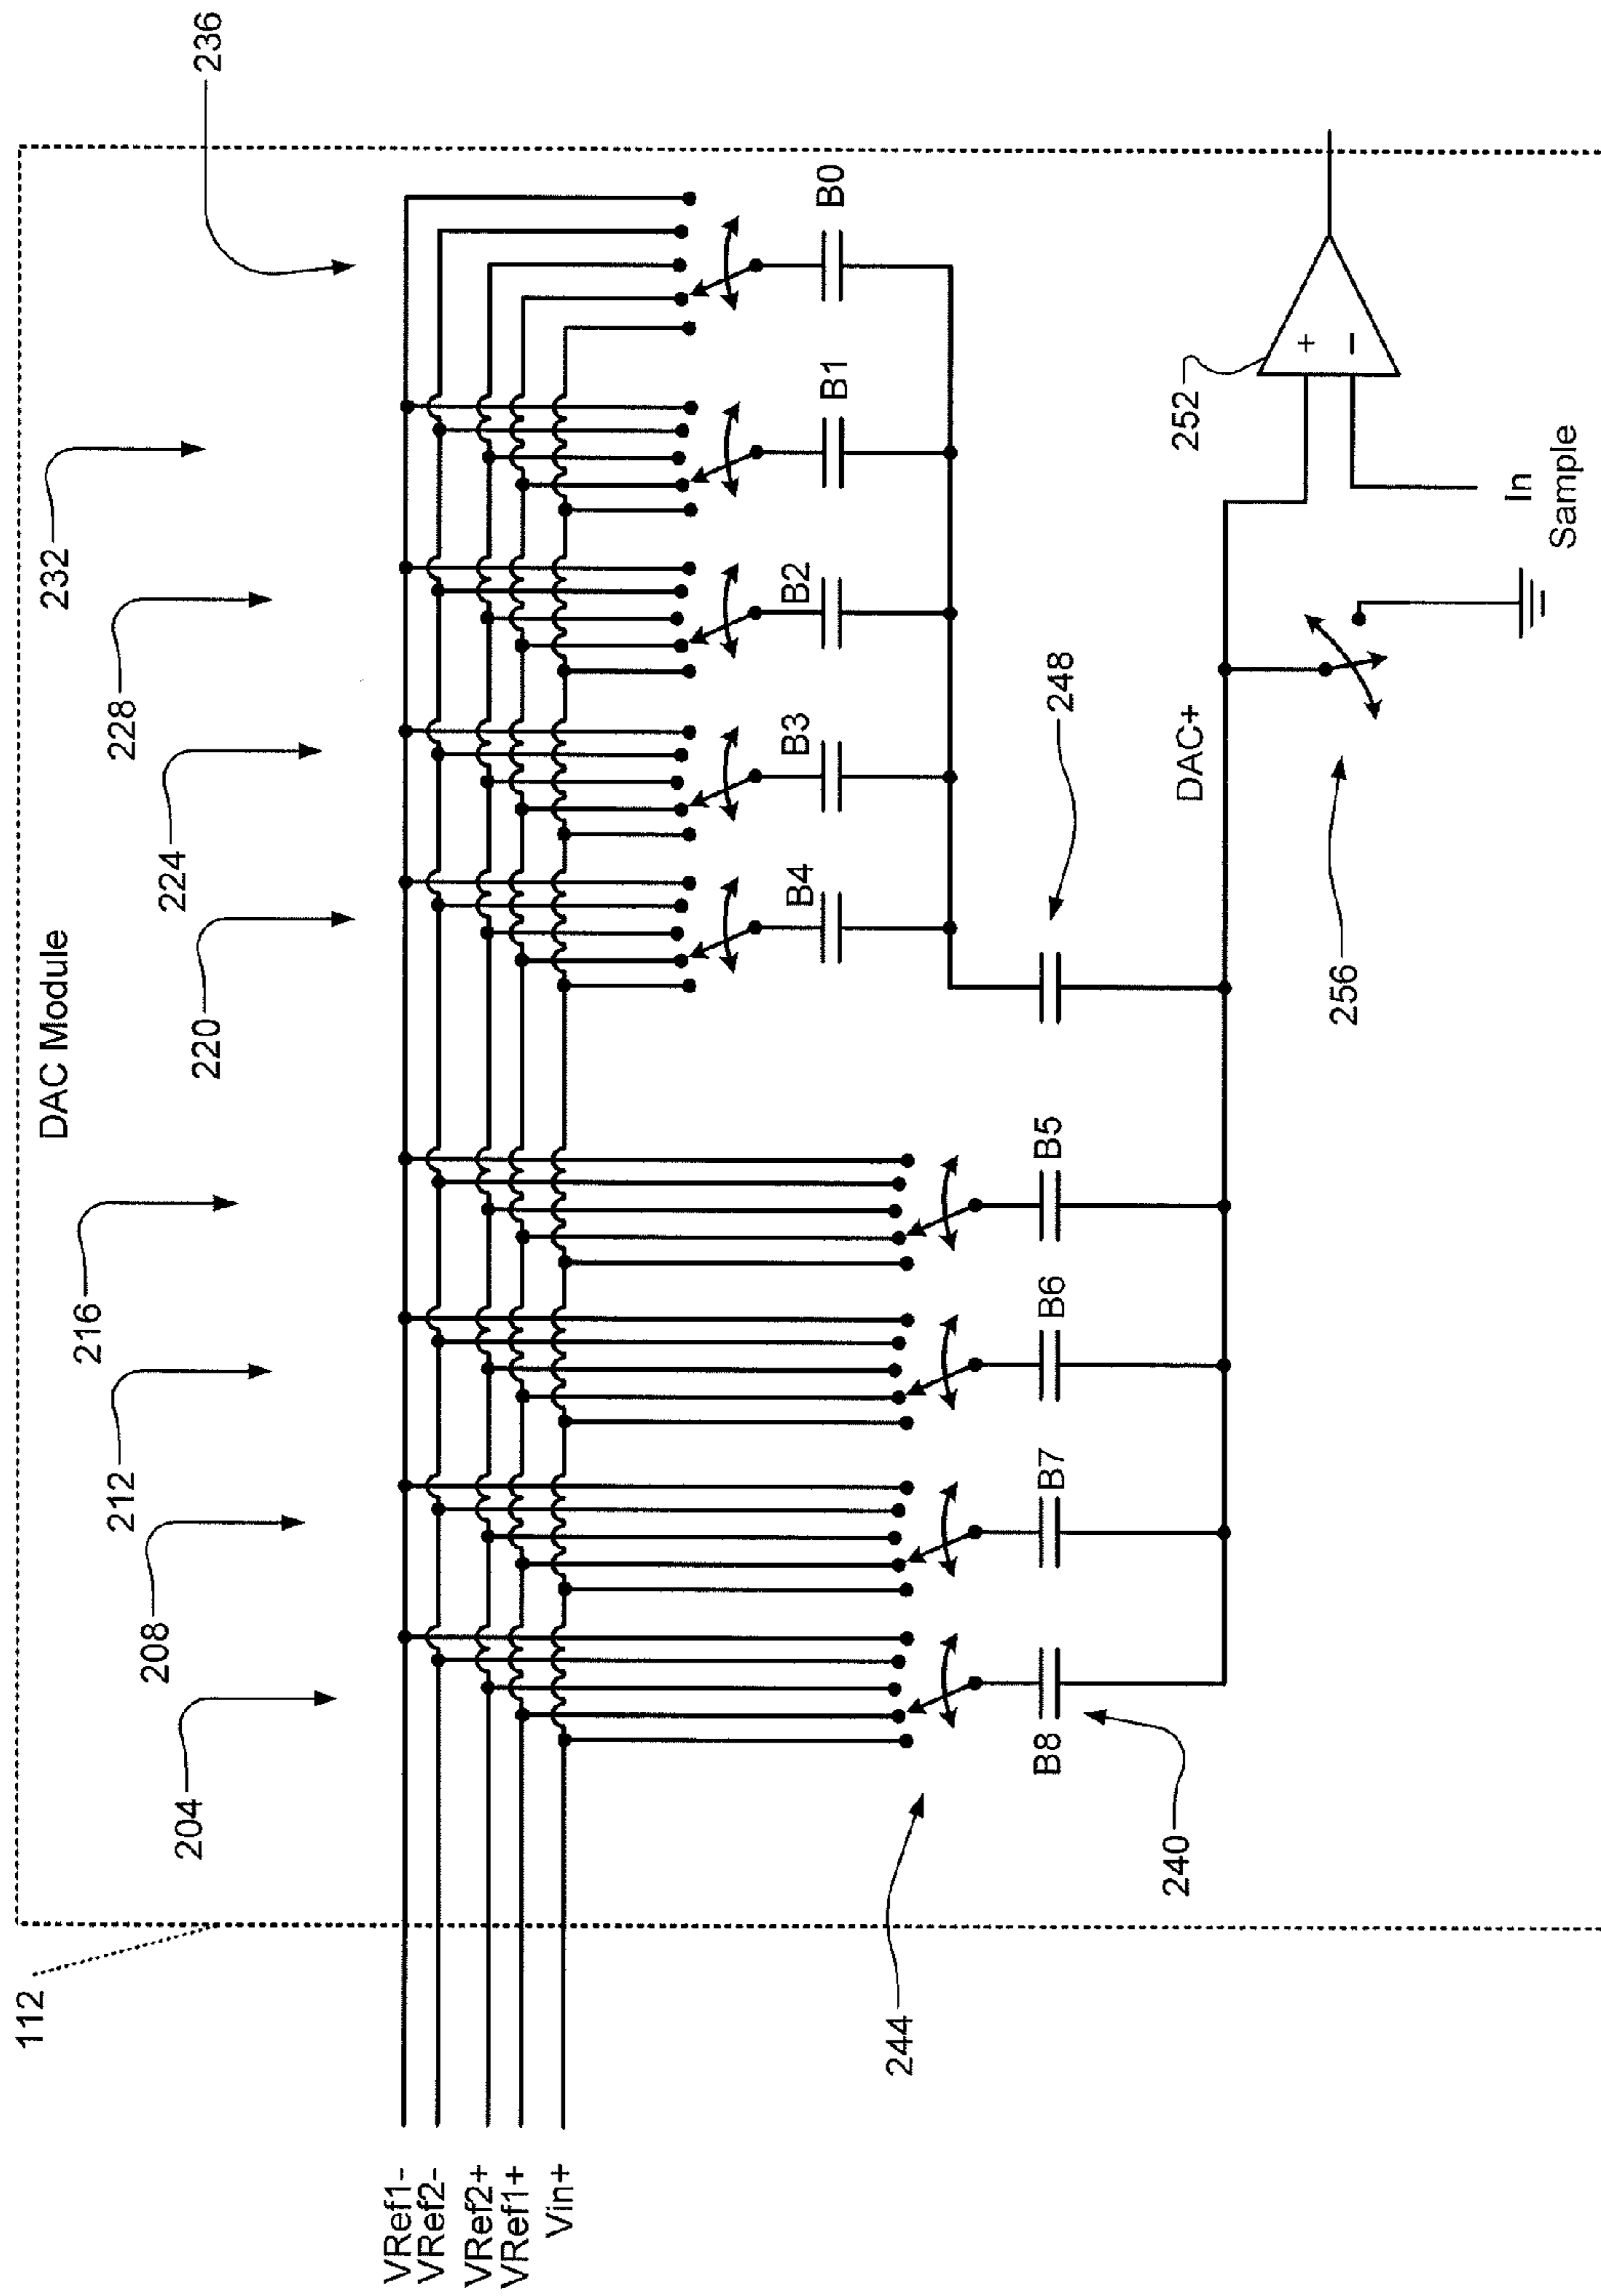 112
DAC Module
204
208
212
216
220
224
228
232
236
VRef1-
VRef2-
VRef2+
VRef1+
Vin+
244
240
B8
B7
B6
B5
B4
B3
B2
B1
B0
248
DAC+
252
+
−
256
In
Sample